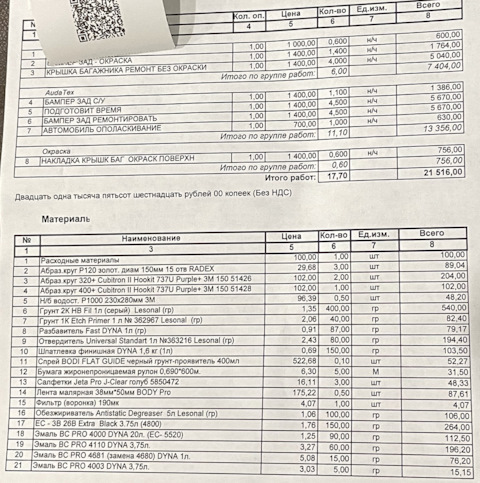 № Кол. оп. Цена Кол-во Ед.изм. Всего
1 4 5 6 7 8
1 1,00 1 000,00 0,600 н/ч 600,00
2 ЗАД - ОКРАСКА 1,00 1 400,00 1,400 н/ч 1 764,00
3 КРЫШКА БАГАЖНИКА РЕМОНТ БЕЗ ОКРАСКИ 1,00 1 400,00 4,000 н/ч 5 040,00
Итого по группе работ: 6,00 7 404,00
AudaTex
4 БАМПЕР ЗАД С/У 1,00 1 400,00 1,100 н/ч 1 386,00
5 ПОДГОТОВИТ ВРЕМЯ 1,00 1 400,00 4,500 н/ч 5 670,00
6 БАМПЕР ЗАД РЕМОНТИРОВАТЬ 1,00 1 400,00 4,500 н/ч 5 670,00
7 АВТОМОБИЛЬ ОПОЛАСКИВАНИЕ 1,00 700,00 1,000 н/ч 630,00
Итого по группе работ: 11,10 13 356,00
Окраска
8 НАКЛАДКА КРЫШК БАГ ОКРАСК ПОВЕРХН 1,00 1 400,00 0,600 н/ч 756,00
Итого по группе работ: 0,60 756,00
Итого работ: 17,70 21 516,00
Двадцать одна тысяча пятьсот шестнадцать рублей 00 копеек (Без НДС)
Материалы
№ Наименование Цена Кол-во Ед.изм. Всего
1 3 5 6 7 8
1 Расходные материалы 100,00 1,00 шт 100,00
2 Абраз.круг P120 золот. диам 150мм 15 отв RADEX 29,68 3,00 шт 89,04
3 Абраз.круг 320+ Cubitron II Hookit 737U Purple+ 3M 150 51426 102,00 2,00 шт 204,00
4 Абраз.круг 400+ Cubitron II Hookit 737U Purple+ 3M 150 51428 102,00 1,00 шт 102,00
5 Н/б водост. P1000 230х280мм 3М 96,39 0,50 шт 48,20
6 Грунт 2K HB Fil 1л (серый) .Lesonal (гр) 1,35 400,00 гр 540,00
7 Грунт 1K Etch Primer 1 л № 362967 Lesonal (гр) 2,06 40,00 гр 82,40
8 Разбавитель Fast DYNA 1л (гр) 0,91 87,00 гр 79,17
9 Отвердитель Universal Standart 1л №363216 Lesonal (гр) 2,43 80,00 гр 194,40
10 Шпатлевка финишная DYNA 1,6 кг (1л) 0,69 150,00 гр 103,50
11 Спрей BODI FLAT GUIDE черный грунт-проявитель 400мл 522,68 0,10 шт 52,27
12 Бумага жиронепроницаемая рулон 0,690*600м. 6,30 5,00 М 31,50
13 Салфетки Jeta Pro J-Clear голуб 5850472 16,11 3,00 шт 48,33
14 Лента малярная 38мм*50мм BODY Pro 175,22 0,50 шт 87,61
15 Фильтр (воронка) 190мк 4,07 1,00 шт 4,07
16 Обезжириватель Antistatic Degreaser .5л Lesonal (гр) 1,06 100,00 гр 106,00
17 EC - 3B 26B Extra Black 3.75л (4800) 1,76 150,00 гр 264,00
18 Эмаль BC PRO 4000 DYNA 20л. (EC- 5520) 1,25 90,00 гр 112,50
19 Эмаль BC PRO 4110 DYNA 3,75л. 3,27 60,00 гр 196,20
20 Эмаль BC PRO 4681 (замена 4680) DYNA 1л. 5,08 15,00 гр 76,20
21 Эмаль BC PRO 4003 DYNA 3,75л. 3,03 5,00 гр 15,15